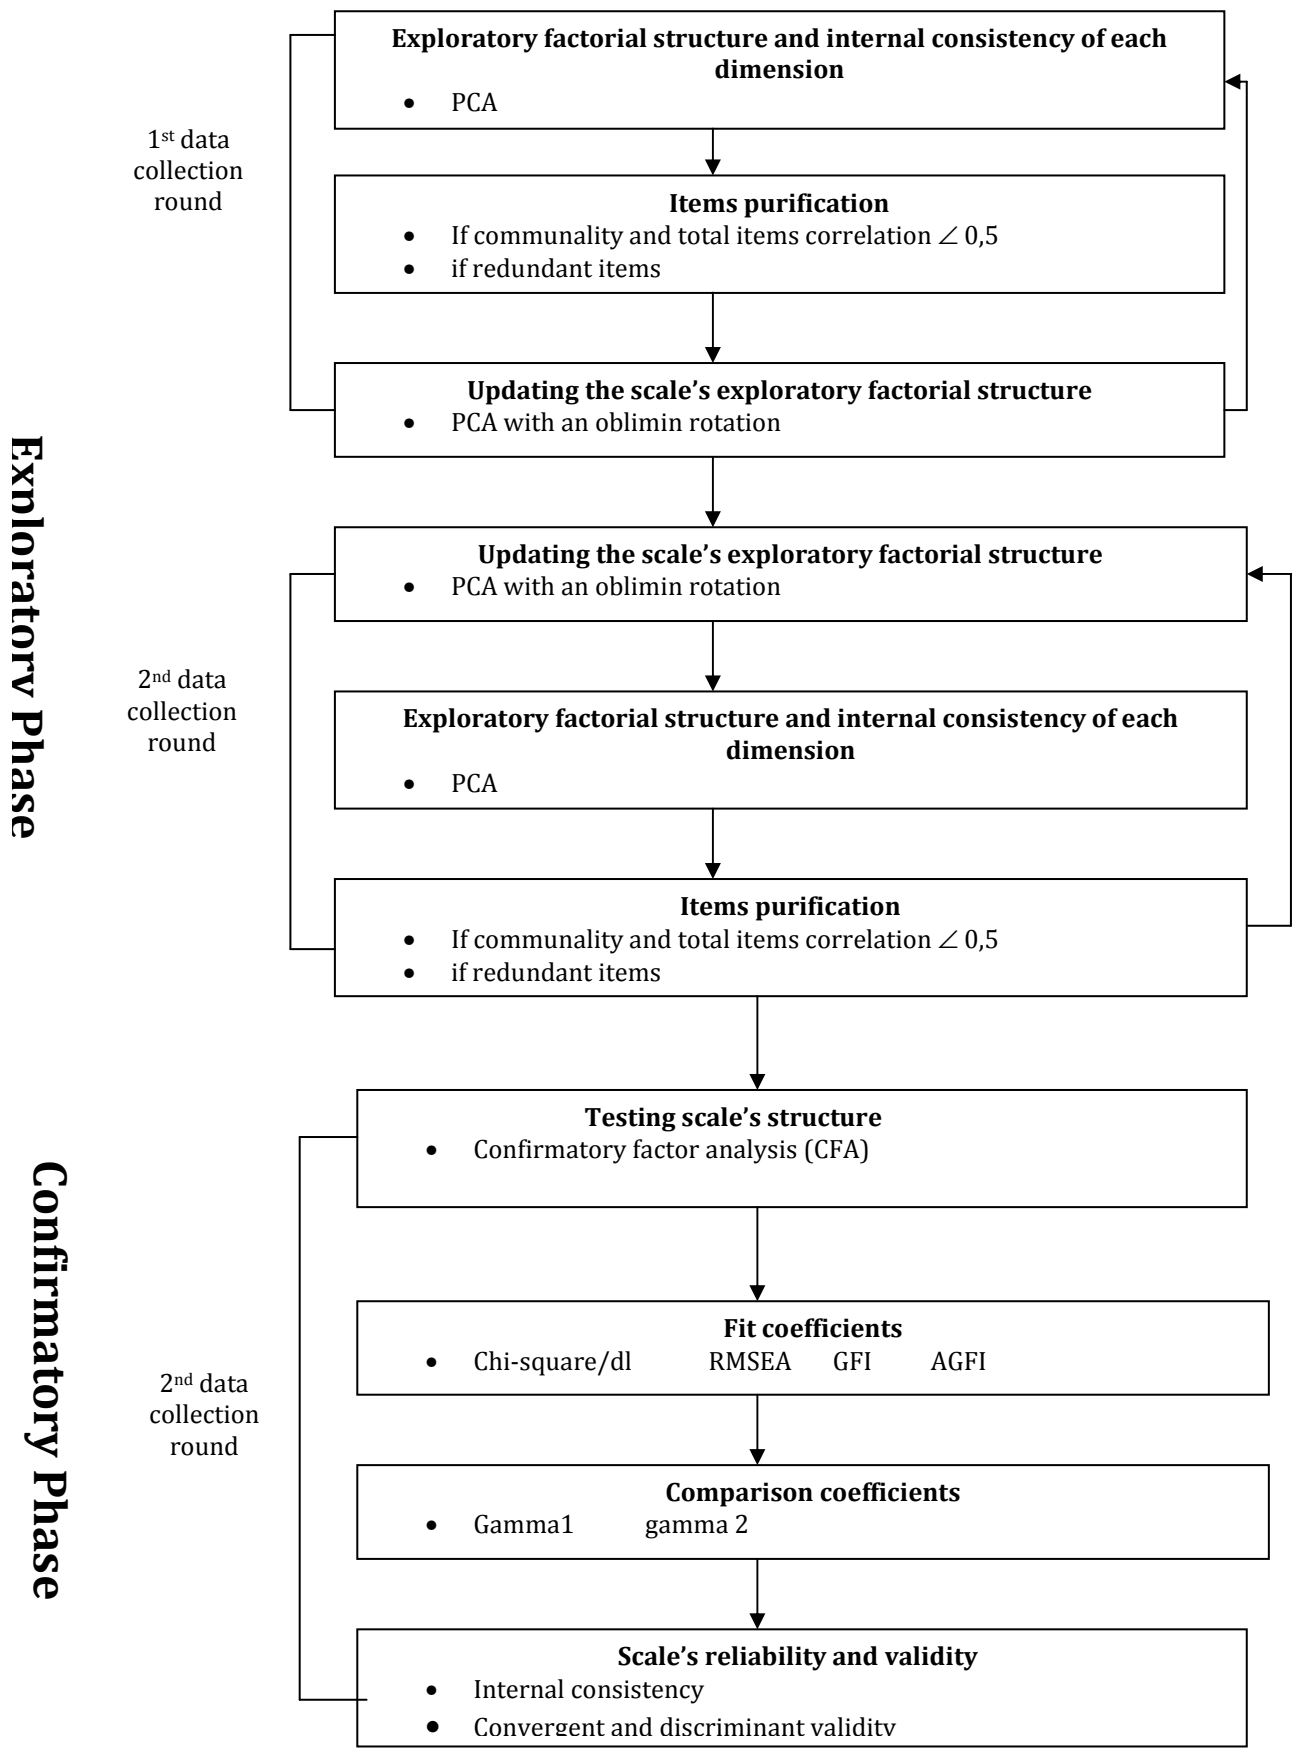 Exploratory factorial structure and internal consistency of each
dimension
• PCA
1st data
collection
round
Items purification
• If communality and total items correlation ∠ 0,5
• if redundant items
Updating the scale’s exploratory factorial structure
• PCA with an oblimin rotation
Exploratory Phase
Updating the scale’s exploratory factorial structure
• PCA with an oblimin rotation
2nd data
collection
round
Exploratory factorial structure and internal consistency of each
dimension
• PCA
Items purification
• If communality and total items correlation ∠ 0,5
• if redundant items
Confirmatory Phase
Testing scale’s structure
• Confirmatory factor analysis (CFA)
Fit coefficients
• Chi-square/dl RMSEA GFI AGFI
2nd data
collection
round
Comparison coefficients
• Gamma1 gamma 2
Scale’s reliability and validity
• Internal consistency
• Convergent and discriminant validity